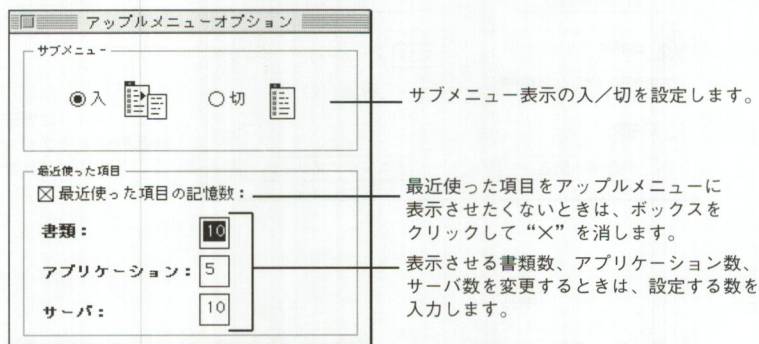 アップルメニューオプション
サブメニュー
入
切
サブメニュー表示の入／切を設定します。
最近使った項目
最近使った項目の記憶数：
書類：
10
アプリケーション：
5
サーバ：
10
最近使った項目をアップルメニューに
表示させたくないときは、ボックスを
クリックして“×”を消します。
表示させる書類数、アプリケーション数、
サーバ数を変更するときは、設定する数を
入力します。